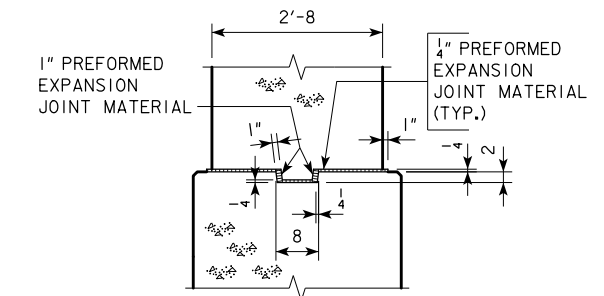 2'-8
1" PREFORMED
EXPANSION
JOINT MATERIAL
1/4" PREFORMED
EXPANSION
JOINT MATERIAL
(TYP.)
1"
1"
1/4
2
1/4
1/4
8